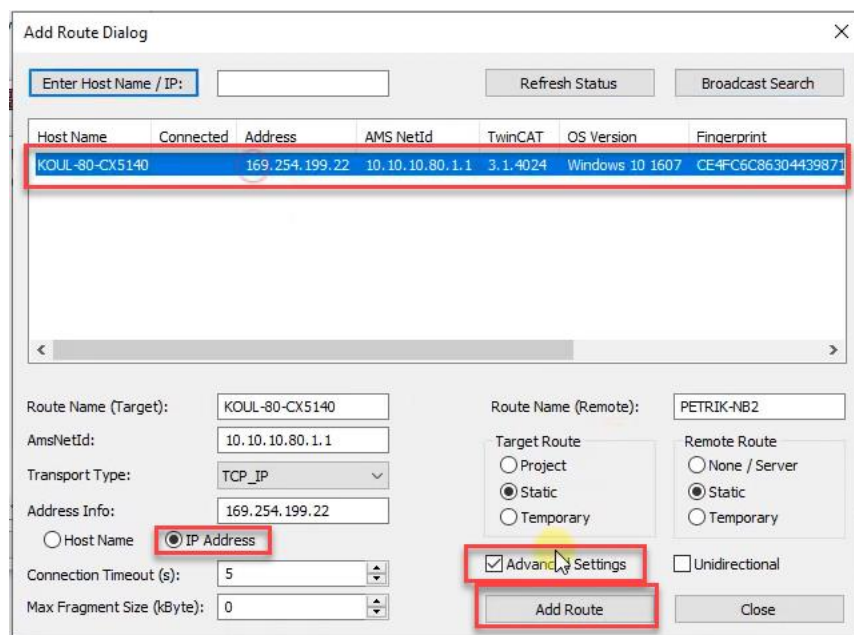 Add Route Dialog
Enter Host Name / IP: Refresh Status Broadcast Search
Host Name Connected Address AMS NetId TwinCAT OS Version Fingerprint
KOUL-80-CX5140 169.254.199.22 10.10.10.80.1.1 3.1.4024 Windows 10 1607 CE4FC6C86304439871
Route Name (Target): KOUL-80-CX5140 Route Name (Remote): PETRIK-NB2
AmsNetId: 10.10.10.80.1.1 Target Route Remote Route
Project None / Server
Transport Type: TCP_IP Static Static
Address Info: 169.254.199.22 Temporary Temporary
Host Name IP Address
Advanced Settings Unidirectional
Connection Timeout (s): 5
Max Fragment Size (kByte): 0 Add Route Close